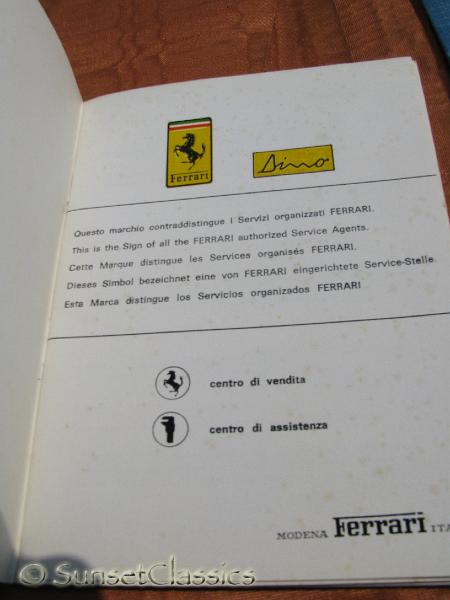 Ferrari
Dino
Questo marchio contraddistingue i Servizi organizzati FERRARI.
This is the Sign of all the FERRARI authorized Service Agents.
Cette Marque distingue les Services organisés FERRARI.
Dieses Simbol bezeichnet eine von FERRARI eingerichtete Service-Stelle.
Esta Marca distingue los Servicios organizados FERRARI
centro di vendita
centro di assistenza
MODENA Ferrari ITA
© SunsetClassics